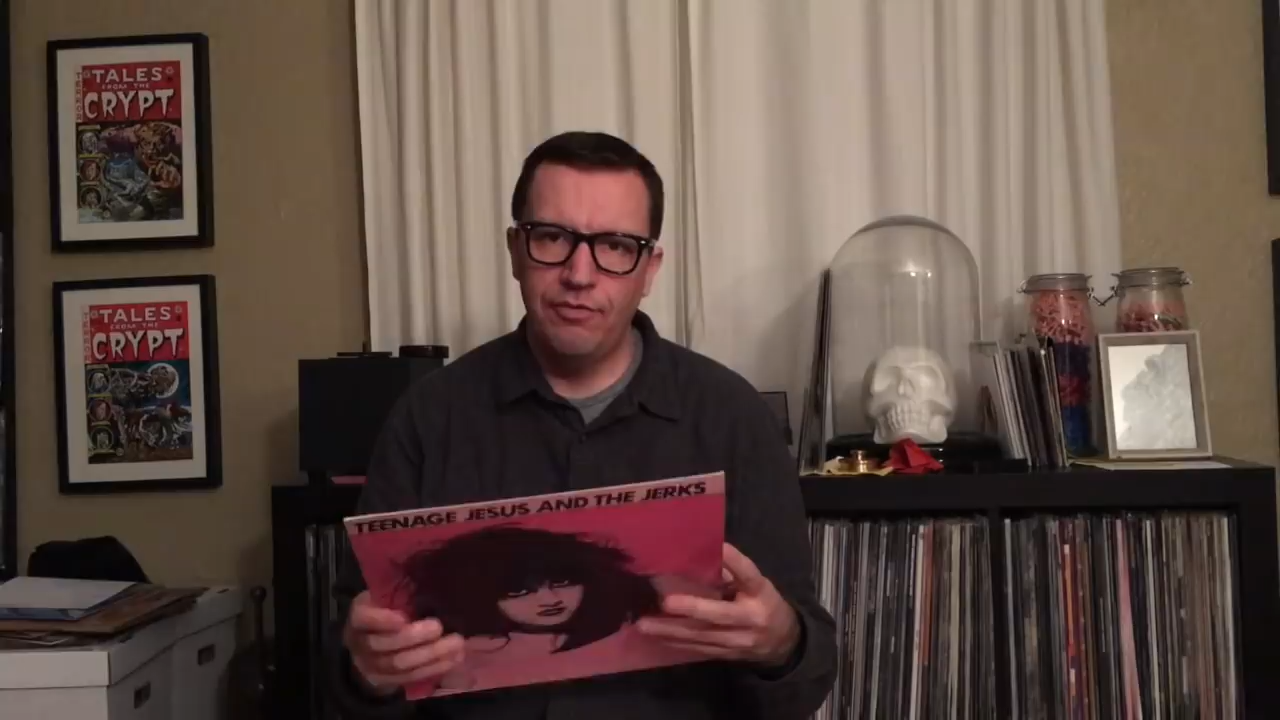 TALES
FROM THE
CRYPT
TALES
FROM THE
CRYPT
TEENAGE JESUS AND THE JERKS